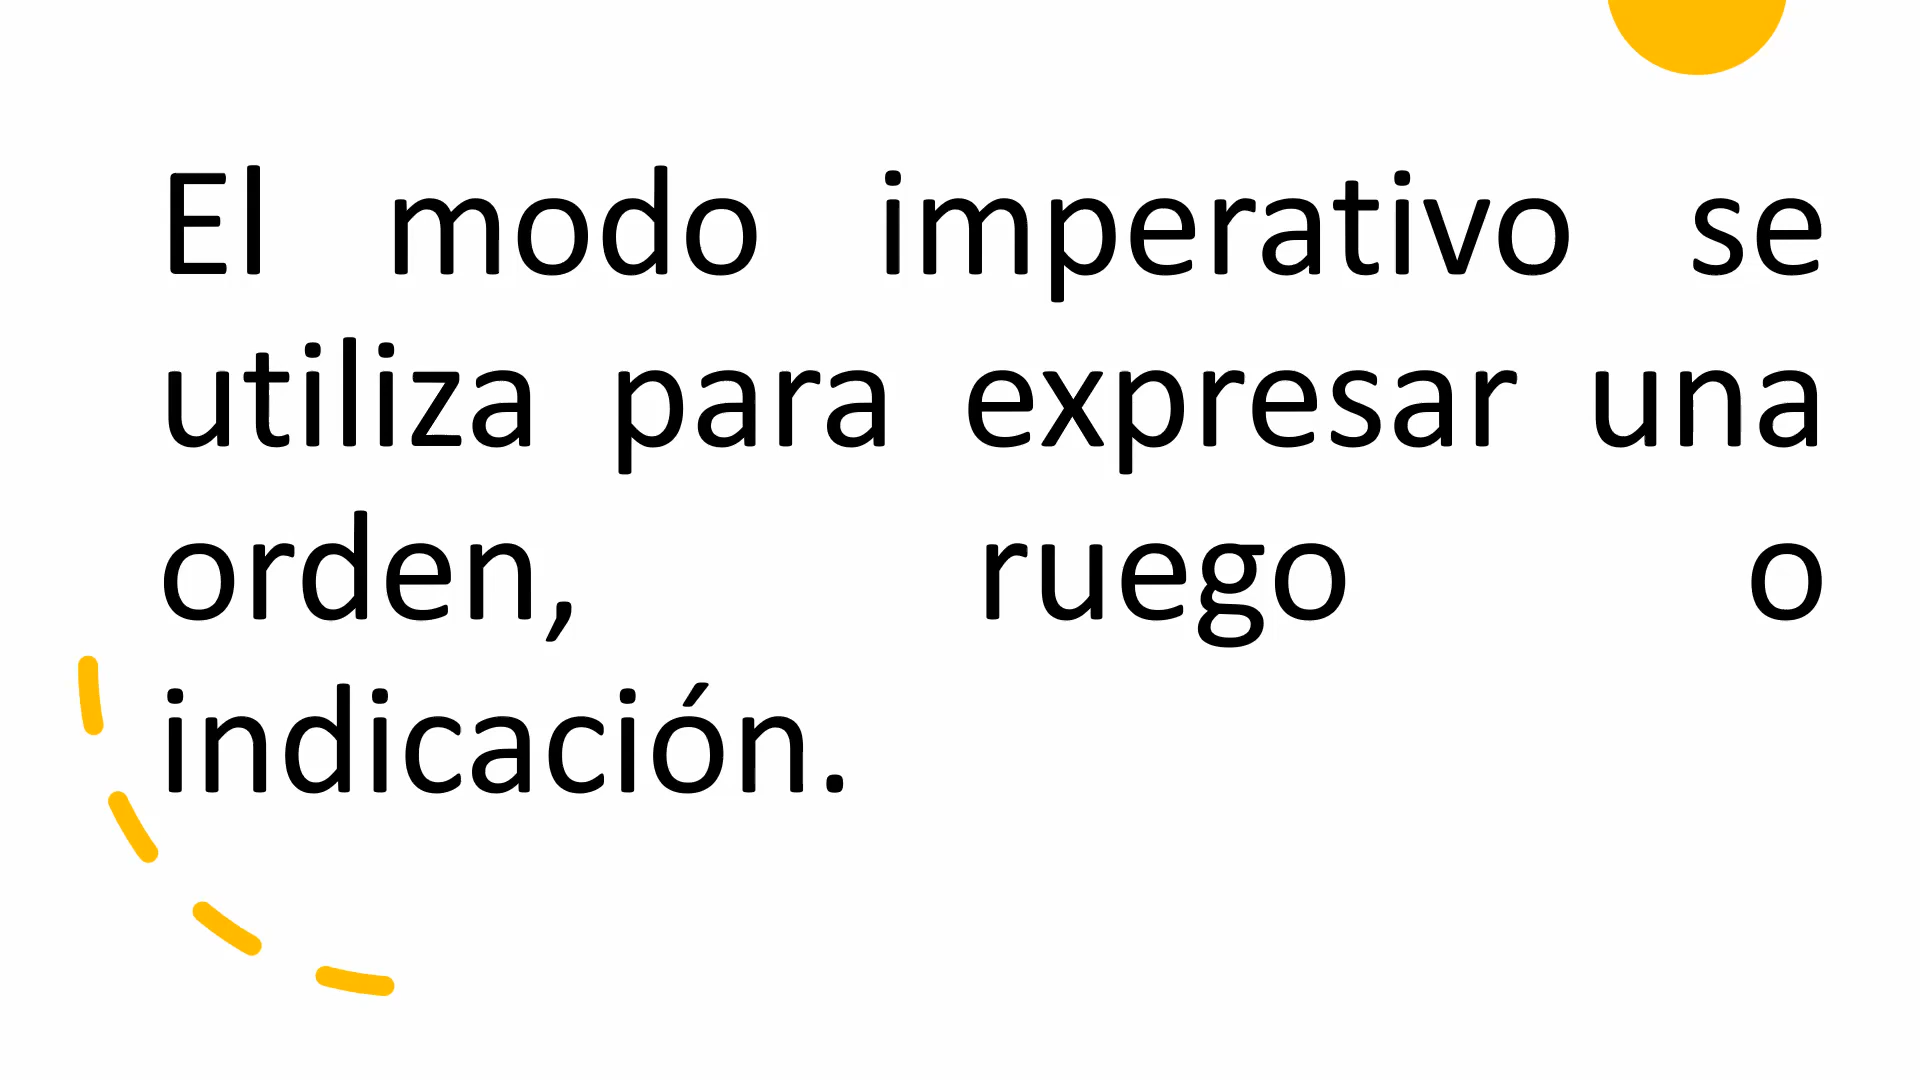 El modo imperativo se
utiliza para expresar una
orden, ruego o
indicación.